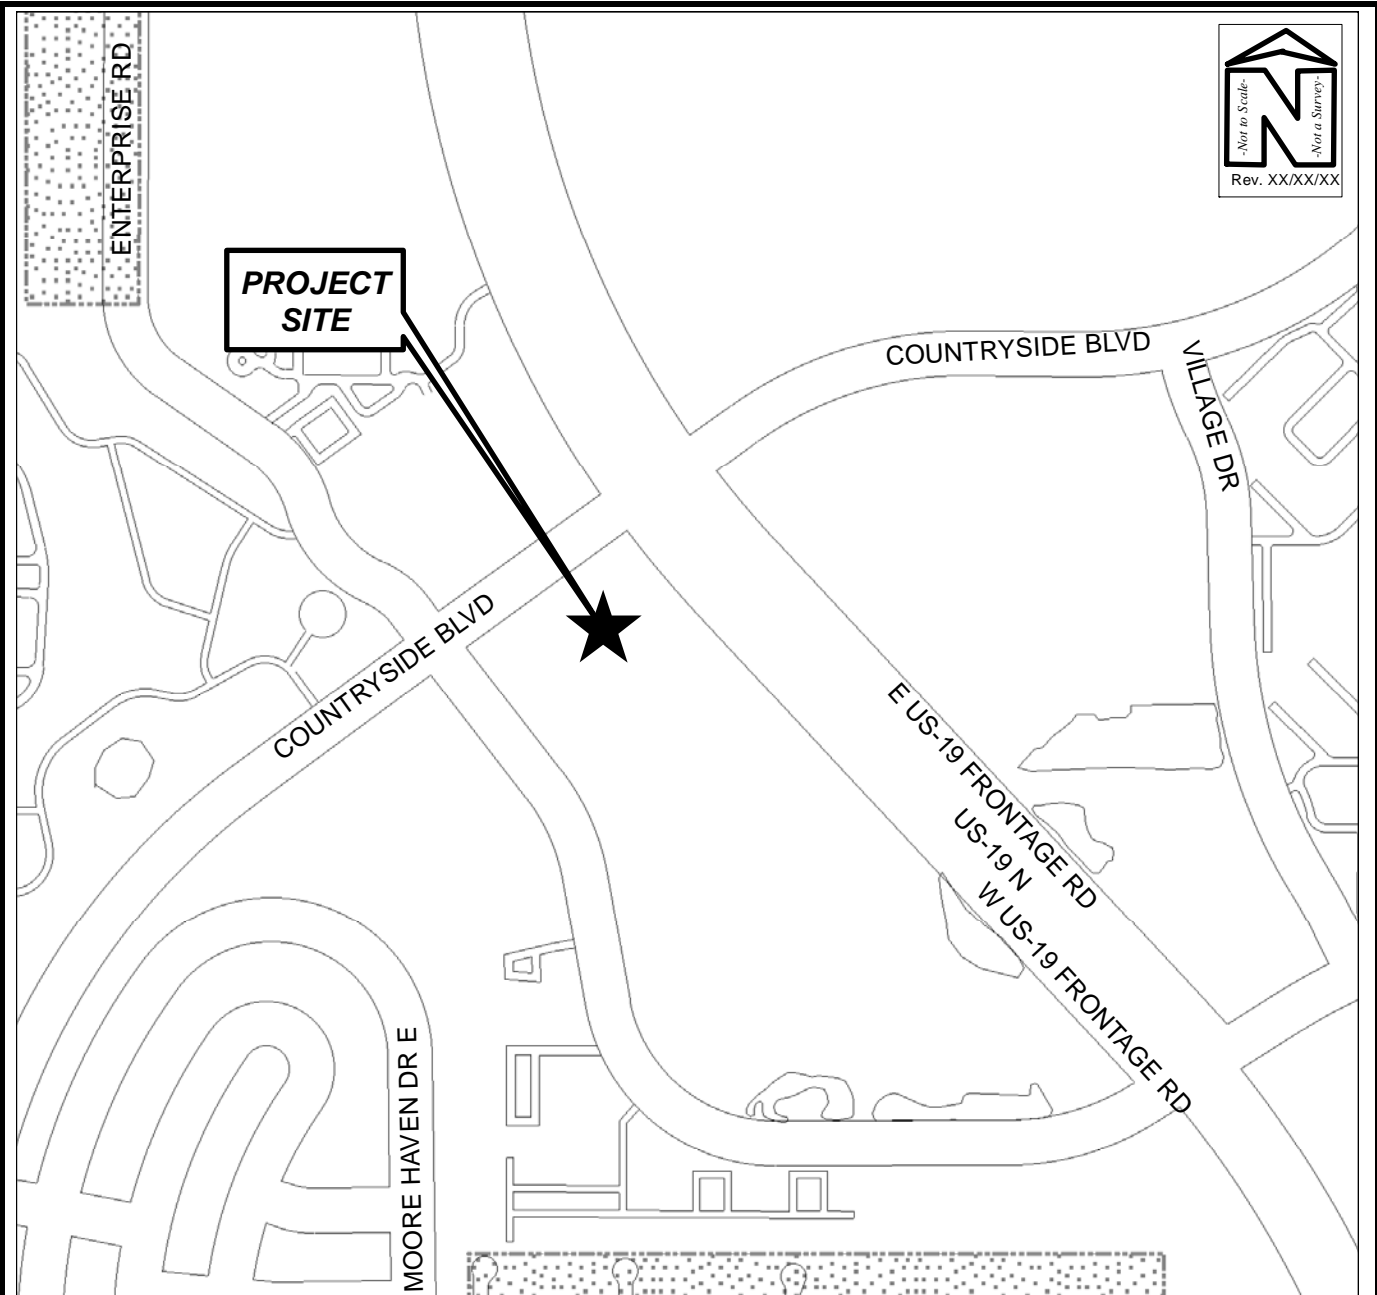 ENTERPRISE RD
-Not to Scale-
N
-Not a Survey-
Rev. XX/XX/XX
PROJECT
SITE
COUNTRYSIDE BLVD
VILLAGE DR
COUNTRYSIDE BLVD
E US-19 FRONTAGE RD
US-19 N
W US-19 FRONTAGE RD
MOORE HAVEN DR E